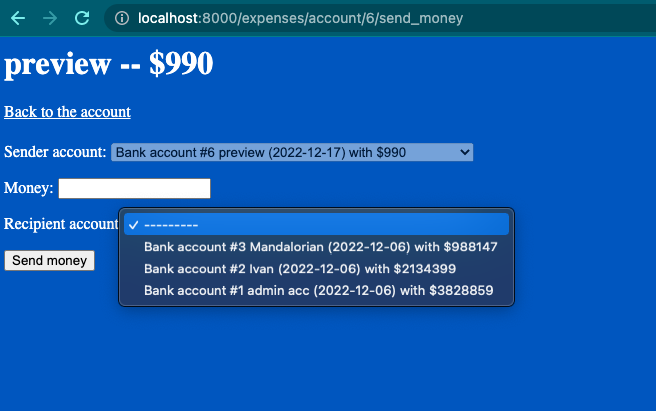 localhost:8000/expenses/account/6/send_money
preview -- $990
Back to the account
Sender account: Bank account #6 preview (2022-12-17) with $990
Money:
Recipient account
---------
Bank account #3 Mandalorian (2022-12-06) with $988147
Bank account #2 Ivan (2022-12-06) with $2134399
Bank account #1 admin acc (2022-12-06) with $3828859
Send money